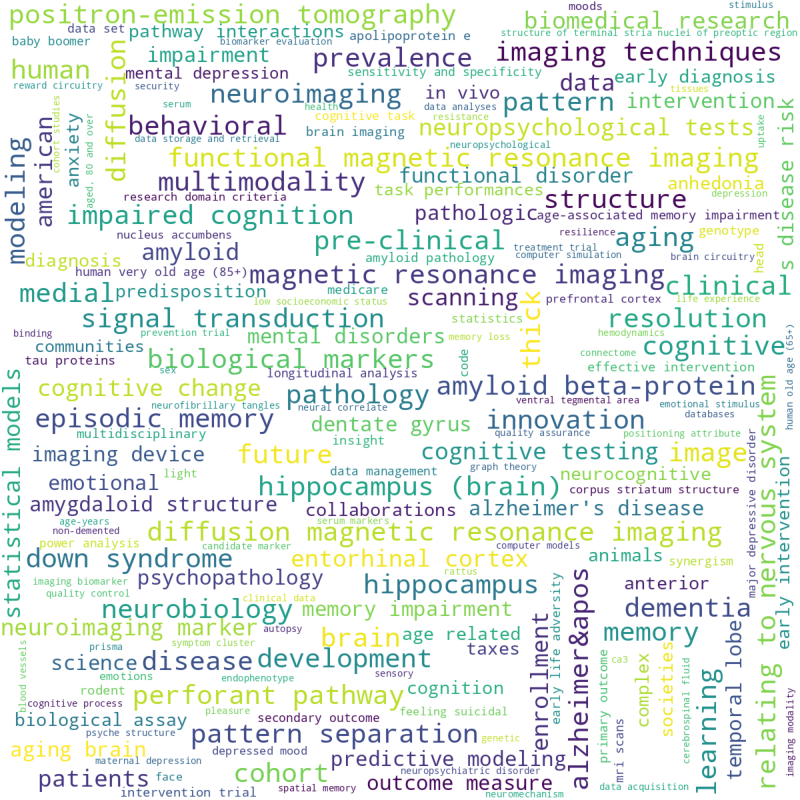 positron-emission tomography
data set
moods
stimulus
biomedical research
baby boomer
pathway interactions
biomarker evaluation
apolipoprotein e
structure of terminal stria nuclei of preoptic region
human
diffusion
impairment
prevalence
imaging techniques
reward circuitry
mental depression
sensitivity and specificity
data
early diagnosis
cohort studies
security
serum
neuroimaging
health
in vivo
data analyses
pattern
intervention
tissues
american
anxiety
aged, 80 and over
behavioral
cognitive task
resistance
brain imaging
neuropsychological tests
uptake
s disease risk
modeling
data storage and retrieval
neuropsychological
functional magnetic resonance imaging
multimodality
functional disorder
task performances
anhedonia
research domain criteria
structure
depression
impaired cognition
pathologic
age-associated memory impairment
nucleus accumbens
pre-clinical
resilience
genotype
head
amyloid
treatment trial
aging
diagnosis
amyloid pathology
computer simulation
brain circuitry
human very old age (85+)
magnetic resonance imaging
clinical
medial
predisposition
medicare
scanning
prefrontal cortex
low socioeconomic status
life experience
signal transduction
statistics
thick
resolution
binding
prevention trial
mental disorders
memory loss
hemodynamics
human old age (65+)
communities
code
connectome
cognitive
tau proteins
biological markers
effective intervention
sex
longitudinal analysis
cognitive change
pathology
amyloid beta-protein
statistical models
neurofibrillary tangles
neural correlate
ventral tegmental area
emotional stimulus
episodic memory
dentate gyrus
innovation
databases
multidisciplinary
insight
quality assurance
positioning attribute
relating to nervous system
imaging device
future
cognitive testing
image
major depressive disorder
early intervention
light
data management
graph theory
neurocognitive
emotional
hippocampus (brain)
corpus striatum structure
amygdaloid structure
collaborations
alzheimer's disease
age-years
serum markers
non-demented
diffusion magnetic resonance imaging
power analysis
candidate marker
computer models
down syndrome
entorhinal cortex
rattus
animals
synergism
imaging biomarker
psychopathology
hippocampus
anterior
quality control
clinical data
early life adversity
alzheimer&apos
neurobiology
memory impairment
dementia
neuroimaging marker
autopsy
brain
age related
enrollment
memory
prisma
symptom cluster
taxes
blood vessels
science
disease
development
sensory
primary outcome
complex
societies
cerebrospinal fluid
learning
temporal lobe
emotions
endophenotype
ca3
rodent
perforant pathway
cognition
cognitive process
pleasure
feeling suicidal
imaging modality
biological assay
secondary outcome
psyche structure
pattern separation
genetic
aging brain
depressed mood
predictive modeling
mri scans
maternal depression
neuropsychiatric disorder
patients
face
cohort
outcome measure
data acquisition
intervention trial
spatial memory
neuromechanism